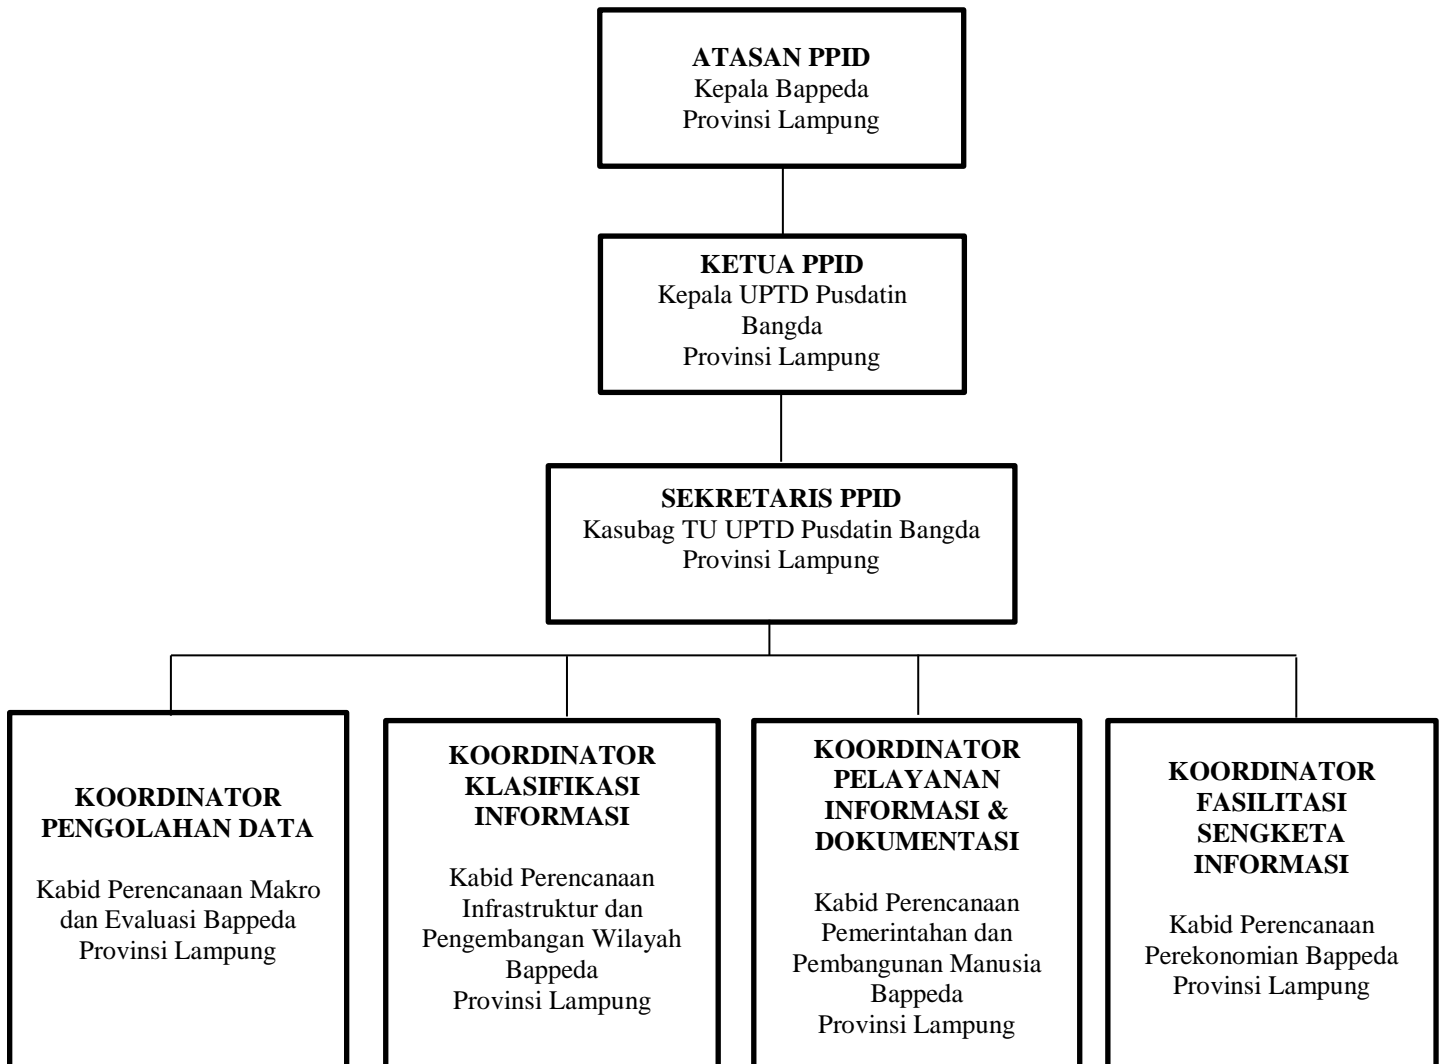 ATASAN PPID
Kepala Bappeda
Provinsi Lampung
KETUA PPID
Kepala UPTD Pusdatin
Bangda
Provinsi Lampung
SEKRETARIS PPID
Kasubag TU UPTD Pusdatin Bangda
Provinsi Lampung
KOORDINATOR
PENGOLAHAN DATA
Kabid Perencanaan Makro
dan Evaluasi Bappeda
Provinsi Lampung
KOORDINATOR
KLASIFIKASI
INFORMASI
Kabid Perencanaan
Infrastruktur dan
Pengembangan Wilayah
Bappeda
Provinsi Lampung
KOORDINATOR
PELAYANAN
INFORMASI &
DOKUMENTASI
Kabid Perencanaan
Pemerintahan dan
Pembangunan Manusia
Bappeda
Provinsi Lampung
KOORDINATOR
FASILITASI
SENGKETA
INFORMASI
Kabid Perencanaan
Perekonomian Bappeda
Provinsi Lampung